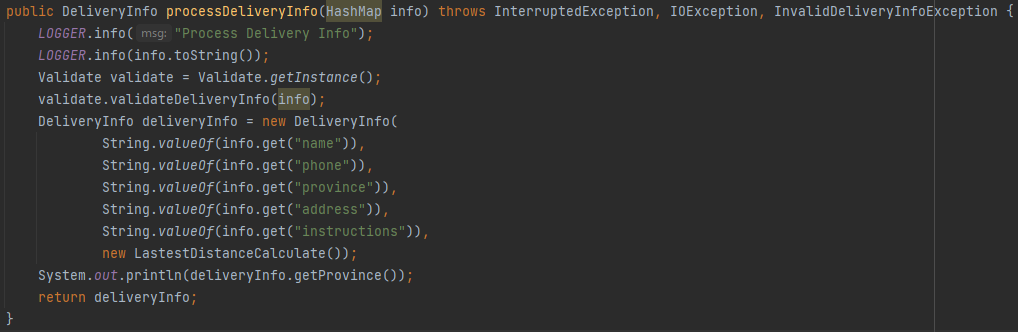 public DeliveryInfo processDeliveryInfo(HashMap info) throws InterruptedException, IOException, InvalidDeliveryInfoException {
LOGGER.info( msg: "Process Delivery Info");
LOGGER.info(info.toString());
Validate validate = Validate.getInstance();
validate.validateDeliveryInfo(info);
DeliveryInfo deliveryInfo = new DeliveryInfo(
String.valueOf(info.get("name")),
String.valueOf(info.get("phone")),
String.valueOf(info.get("province")),
String.valueOf(info.get("address")),
String.valueOf(info.get("instructions")),
new LastestDistanceCalculate());
System.out.println(deliveryInfo.getProvince());
return deliveryInfo;
}